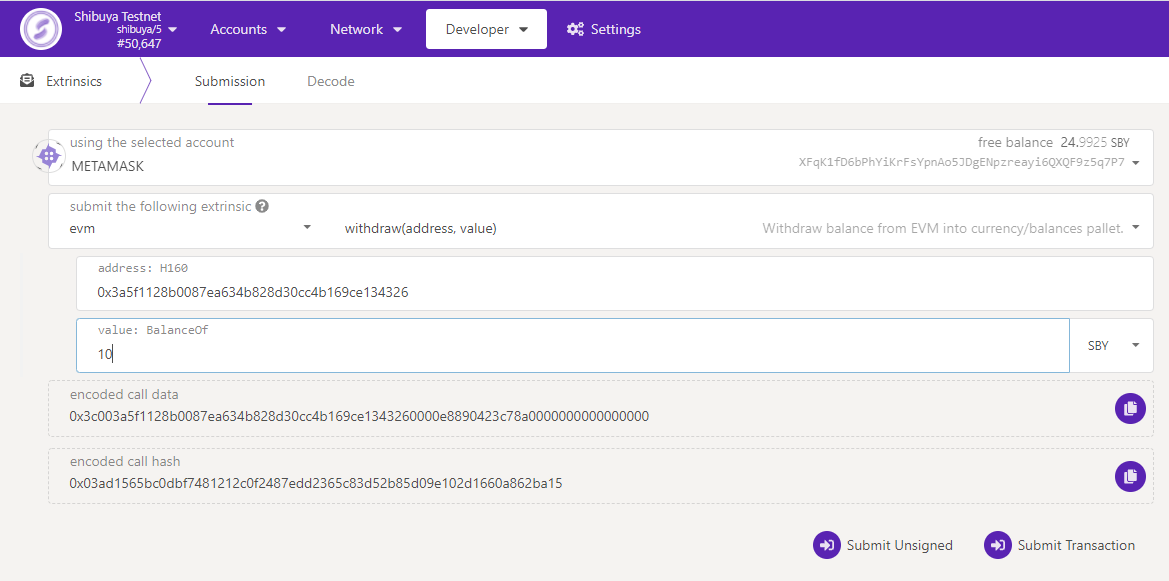 Shibuya Testnet
shibuya/5
#50,647
Accounts
Network
Developer
Settings
Extrinsics
Submission
Decode
using the selected account
METAMASK
free balance 24.9925 SBY
XFqK1fD6bPhYiKrFsYpnAo5JDgENpzreayi6QXQF9z5q7P7
submit the following extrinsic ?
evm
withdraw(address, value)
Withdraw balance from EVM into currency/balances pallet.
address: H160
0x3a5f1128b0087ea634b828d30cc4b169ce134326
value: BalanceOf
10
SBY
encoded call data
0x3c003a5f1128b0087ea634b828d30cc4b169ce1343260000e8890423c78a0000000000000000
encoded call hash
0x03ad1565bc0dbf7481212c0f2487edd2365c83d52b85d09e102d1660a862ba15
Submit Unsigned
Submit Transaction